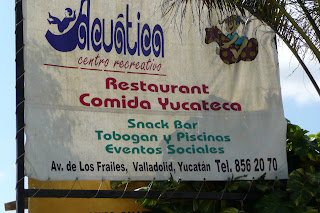 Acuática
centro recreativo
Restaurant
Comida Yucateca
Snack Bar
Tobogan y Piscinas
Eventos Sociales
Av. de Los Frailes, Valladolid, Yucatán Tel. 856 20 70